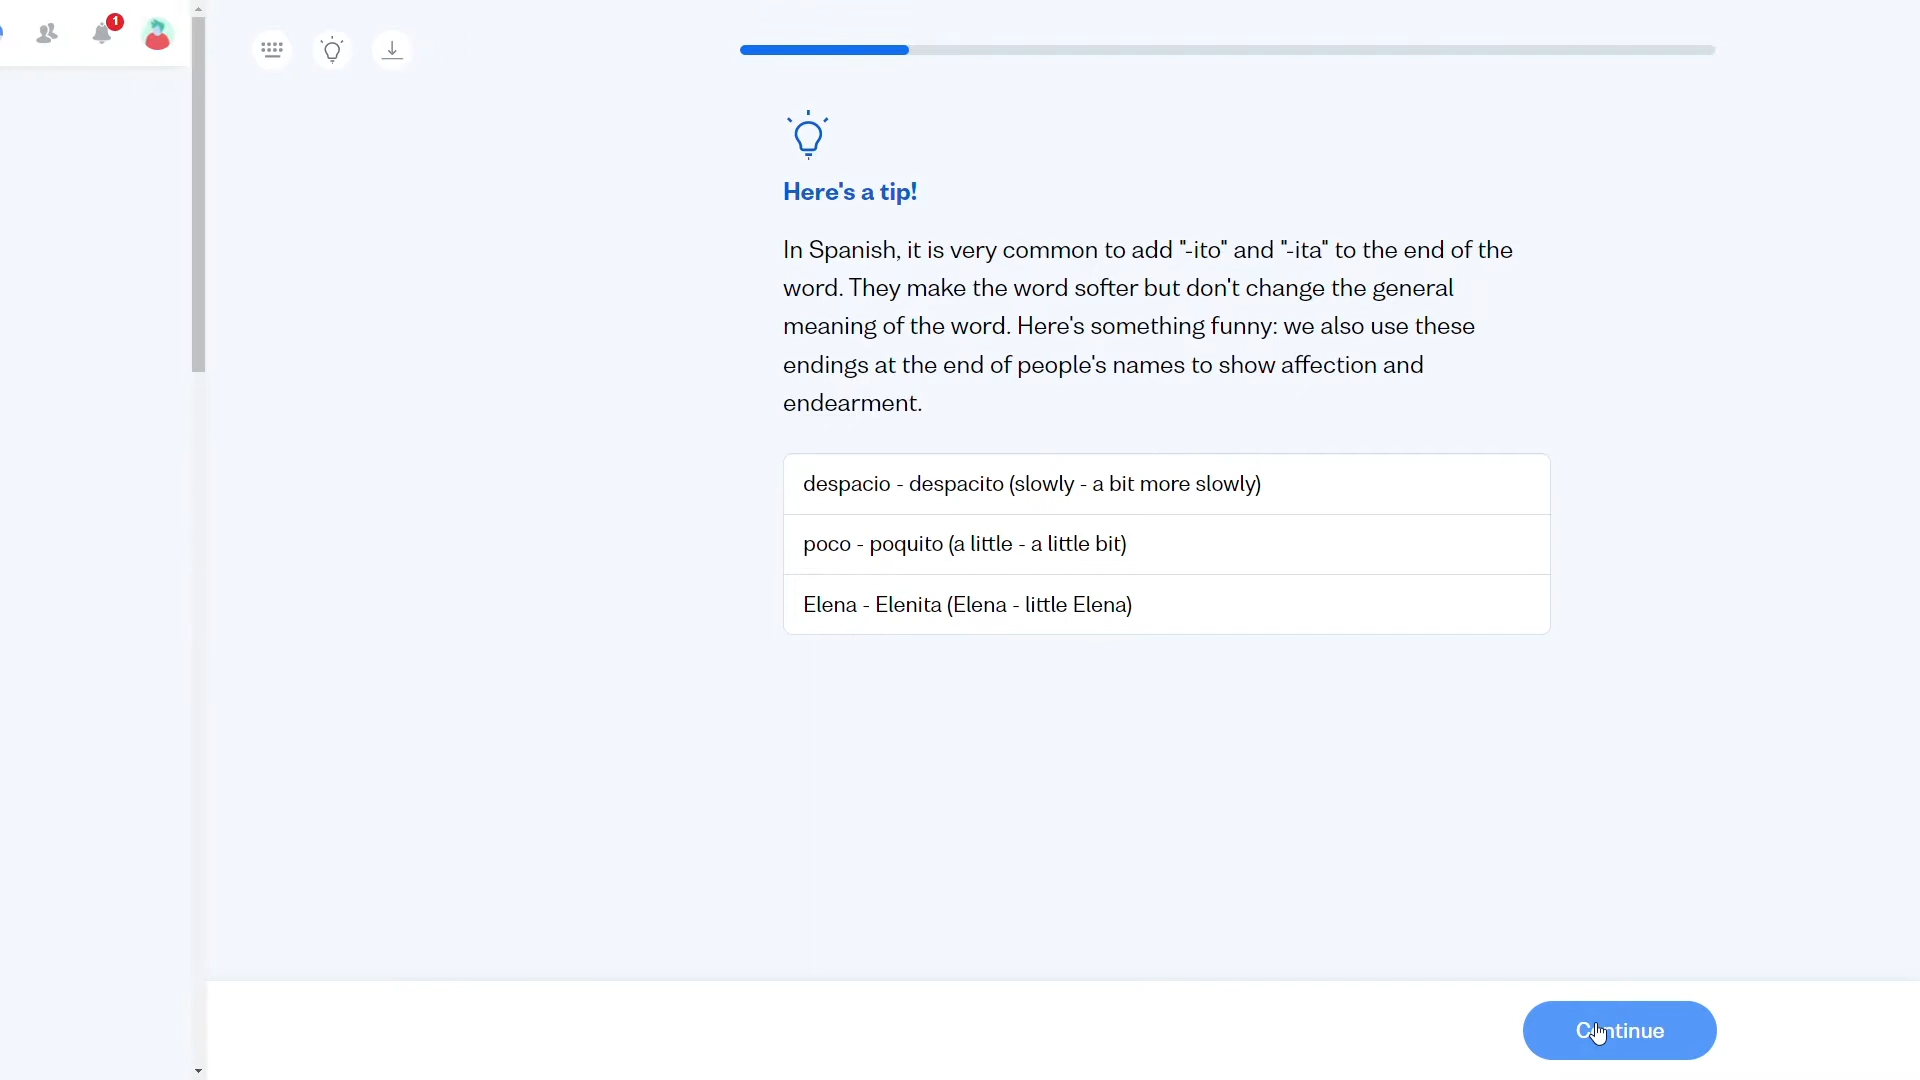 1
Here's a tip!
In Spanish, it is very common to add "-ito" and "-ita" to the end of the
word. They make the word softer but don't change the general
meaning of the word. Here's something funny: we also use these
endings at the end of people's names to show affection and
endearment.
despacio - despacito (slowly - a bit more slowly)
poco - poquito (a little - a little bit)
Elena - Elenita (Elena - little Elena)
Continue